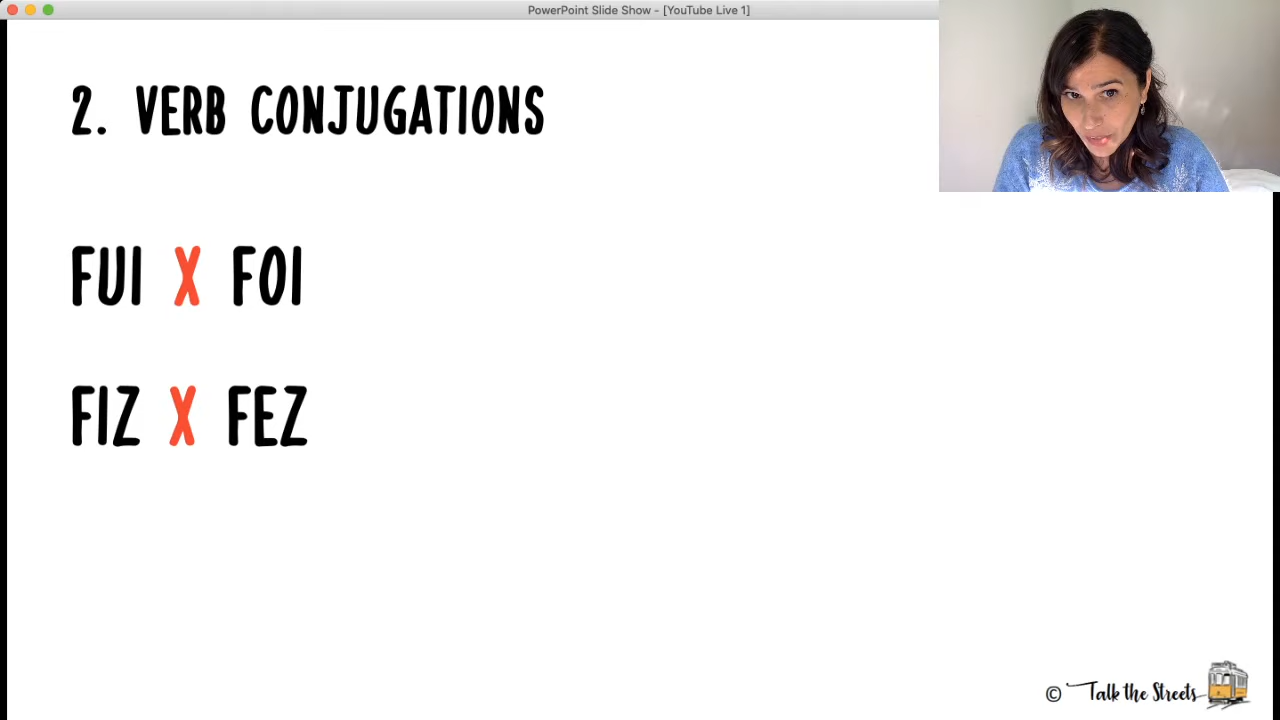 PowerPoint Slide Show - [YouTube Live 1]
2. VERB CONJUGATIONS
FUI X FOI
FIZ X FEZ
© Talk the Streets